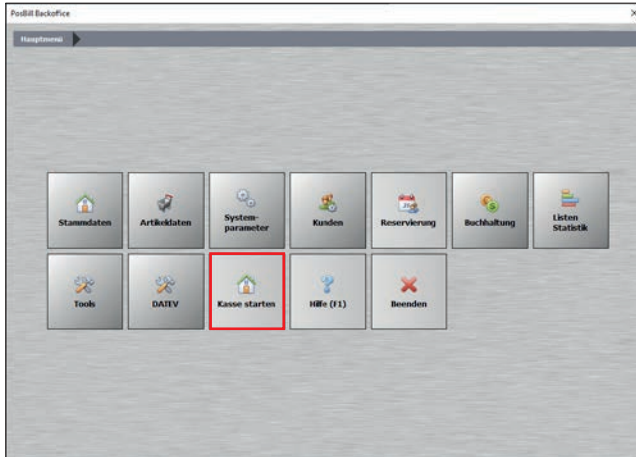 PosBill Backoffice
Hauptmenü
Stammdaten
Artikeldaten
System-
parameter
Kunden
Reservierung
Buchhaltung
Listen
Statistik
Tools
DATEV
Kasse starten
Hilfe (F1)
Beenden